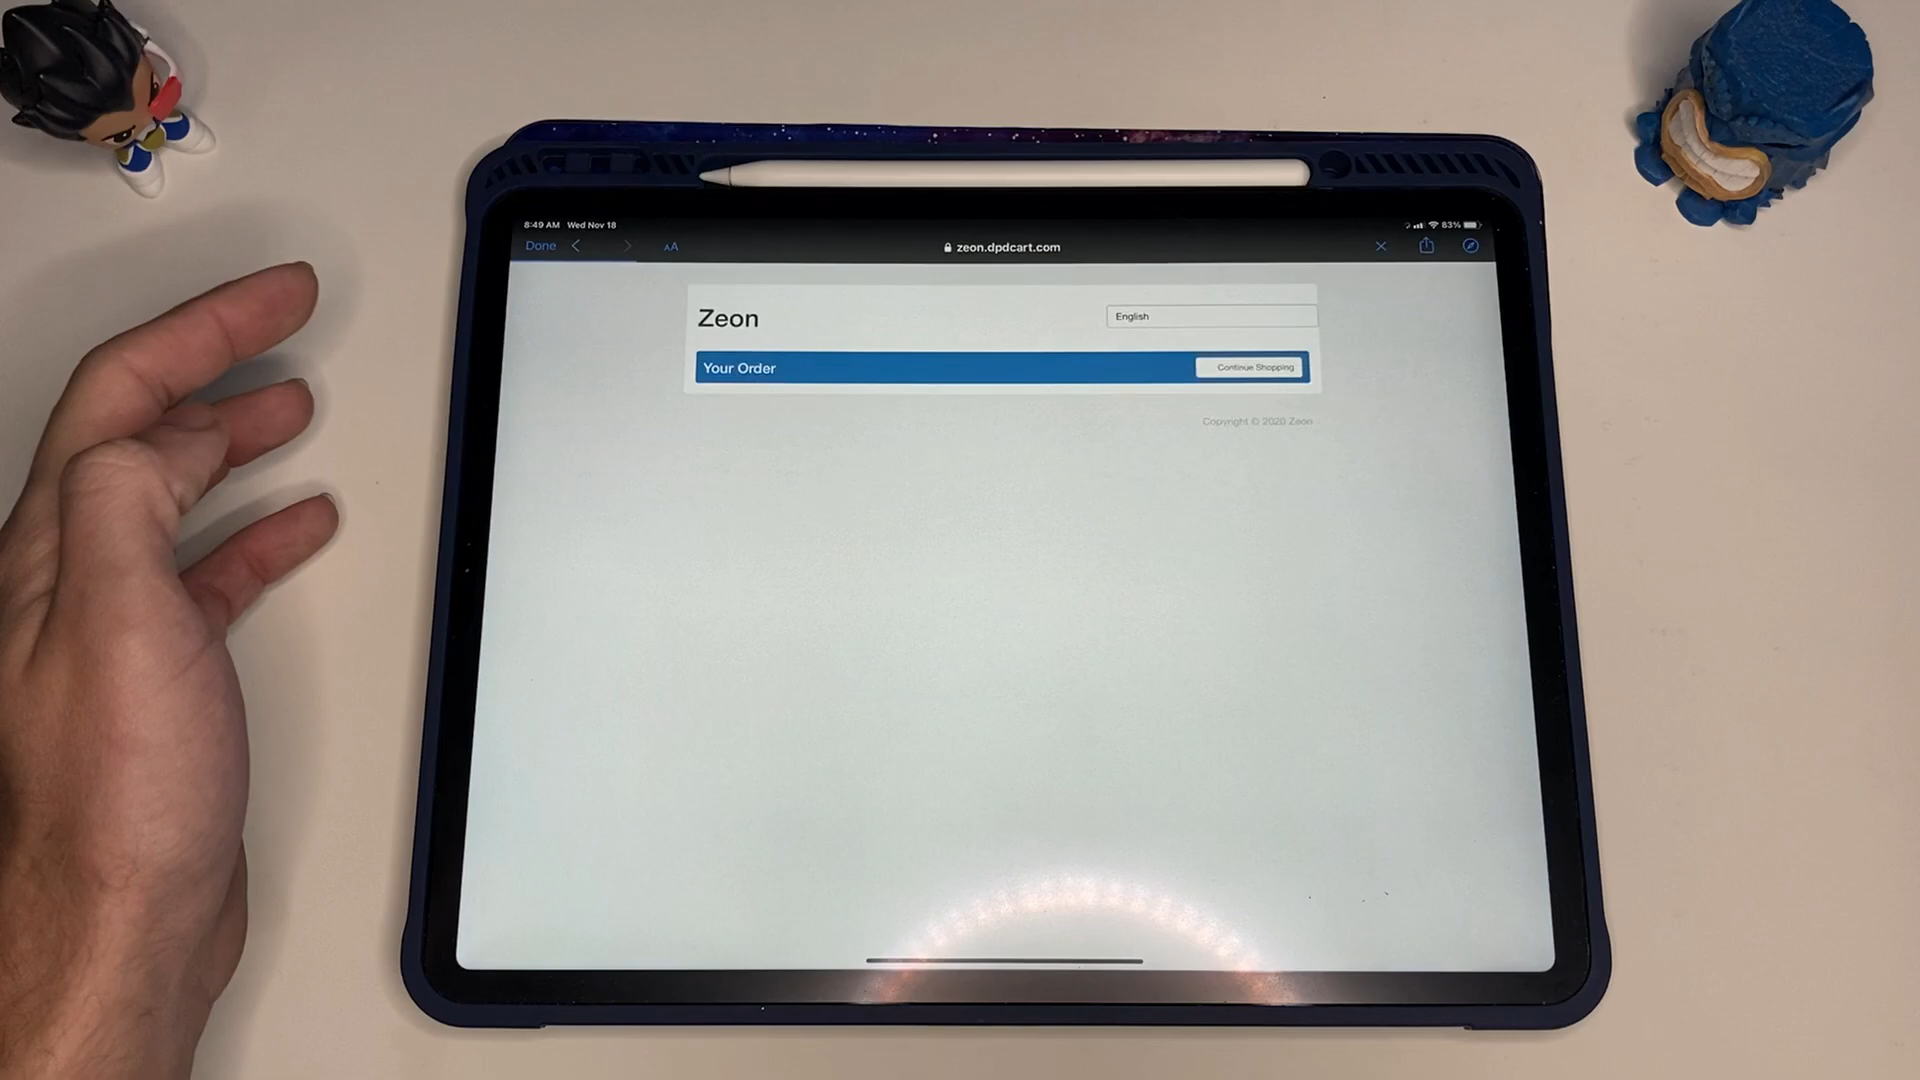 8:49 AM Wed Nov 18
83%
Done
AA
zeon.dpdcart.com
Zeon
English
Your Order
Continue Shopping
Copyright © 2020 Zeon